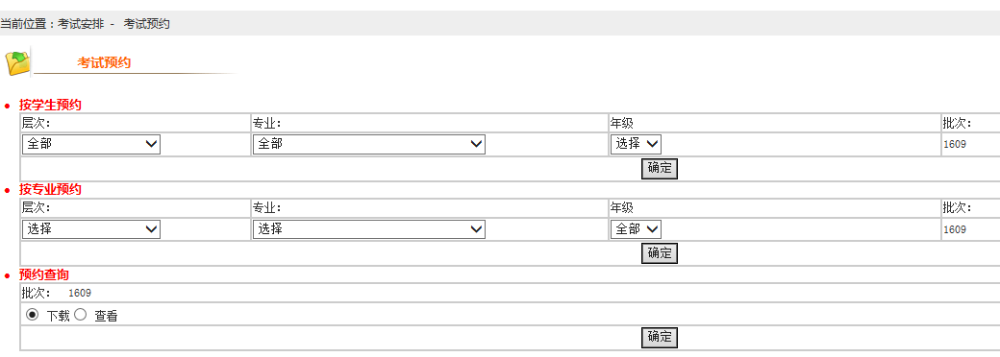 当前位置：考试安排 - 考试预约
考试预约
按学生预约
层次： 专业： 年级 批次：
全部 全部 选择 1609
确定
按专业预约
层次： 专业： 年级 批次：
选择 选择 全部 1609
确定
预约查询
批次： 1609
下载 查看
确定